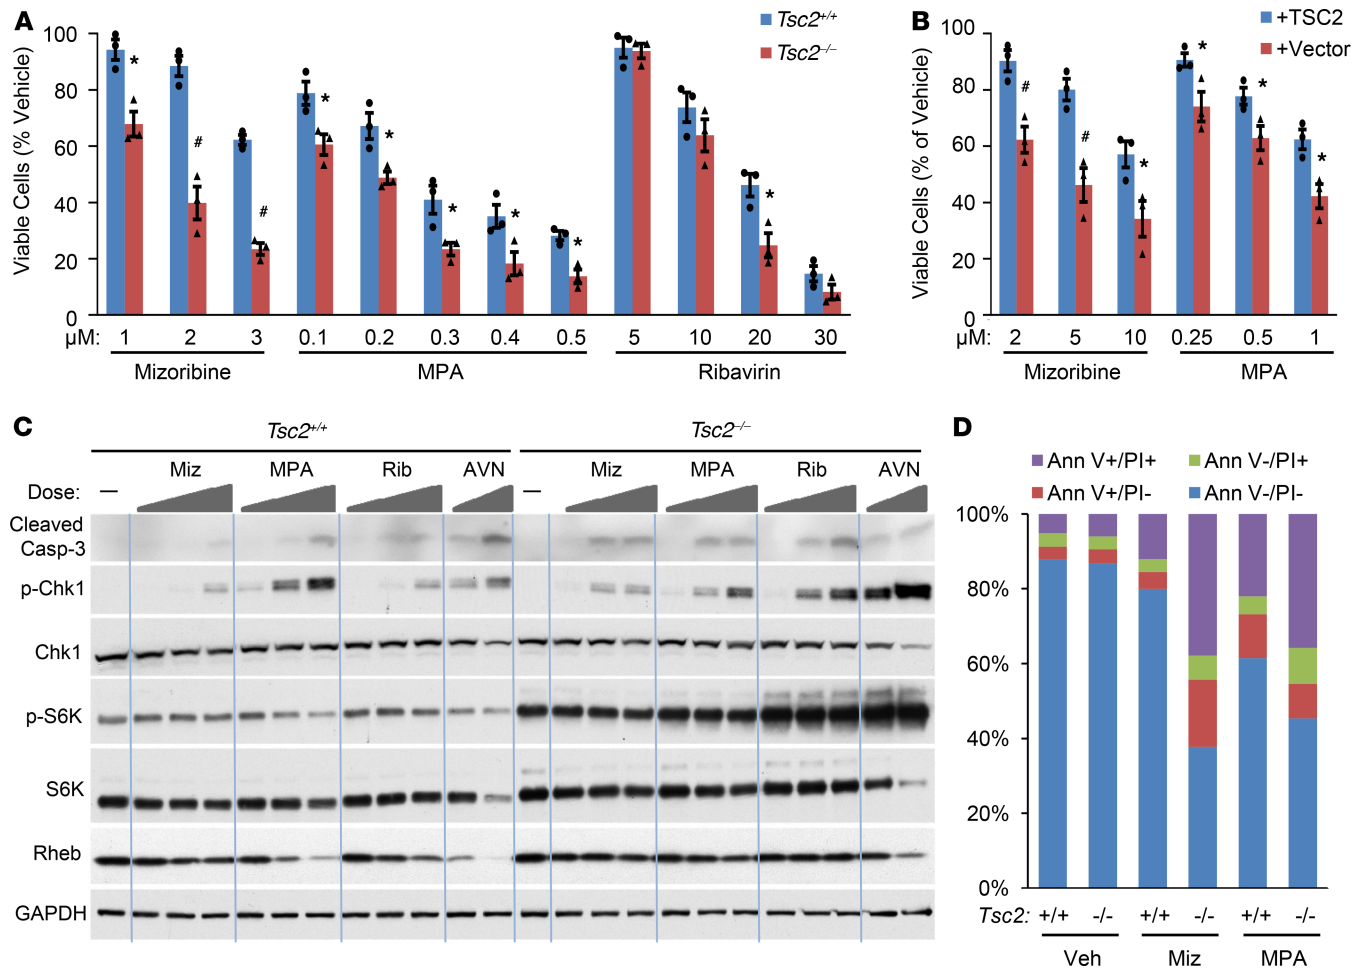 A
Tsc2+/+
Tsc2–/–
Viable Cells (% Vehicle)
100
80
60
40
20
0
* # # * * * * * *
µM: 1 2 3 0.1 0.2 0.3 0.4 0.5 5 10 20 30
Mizoribine MPA Ribavirin
B
+TSC2
+Vector
Viable Cells (% of Vehicle)
100
80
60
40
20
0
# # * * * *
µM: 2 5 10 0.25 0.5 1
Mizoribine MPA
C
Tsc2+/+ Tsc2–/–
Miz MPA Rib AVN Miz MPA Rib AVN
Dose: – –
Cleaved
Casp-3
p-Chk1
Chk1
p-S6K
S6K
Rheb
GAPDH
D
Ann V+/PI+ Ann V-/PI+
Ann V+/PI- Ann V-/PI-
100%
80%
60%
40%
20%
0%
Tsc2: +/+ -/- +/+ -/- +/+ -/-
Veh Miz MPA